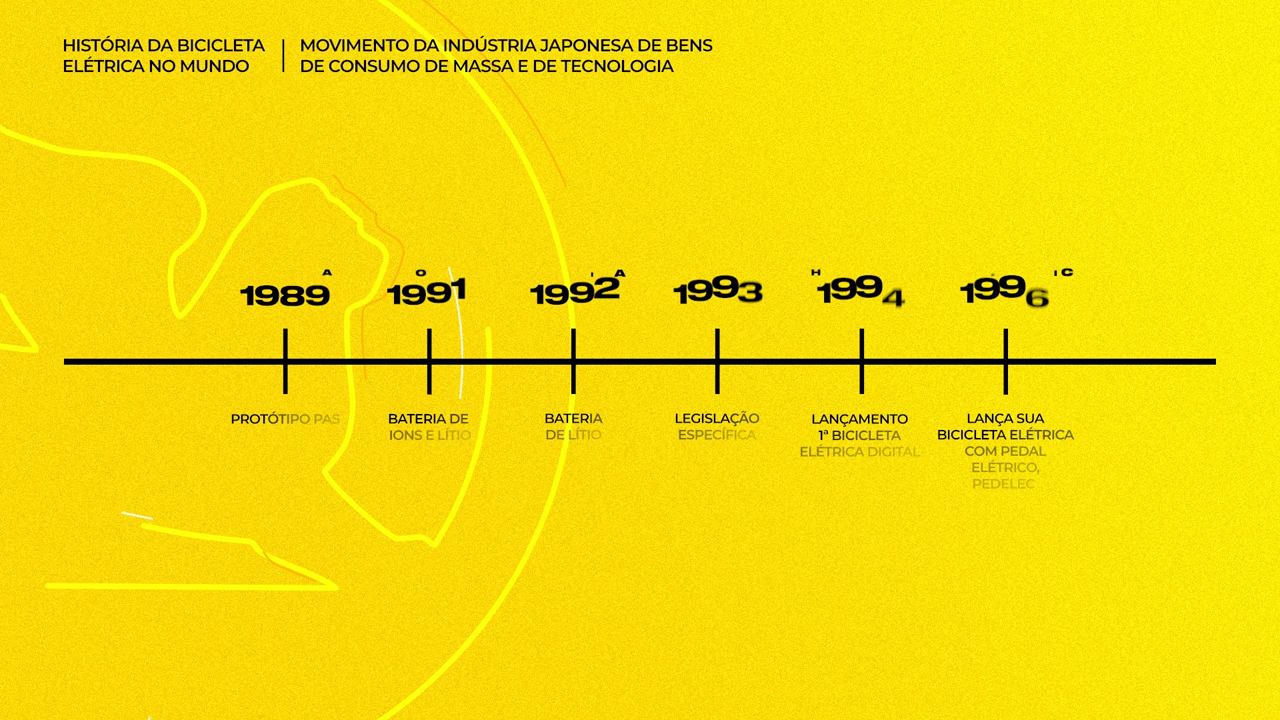 HISTÓRIA DA BICICLETA
ELÉTRICA NO MUNDO
MOVIMENTO DA INDÚSTRIA JAPONESA DE BENS
DE CONSUMO DE MASSA E DE TECNOLOGIA
A
O
I A
H
I C
1989
1991
1992
1993
1994
1996
PROTÓTIPO PAS
BATERIA DE
IONS E LÍTIO
BATERIA
DE LÍTIO
LEGISLAÇÃO
ESPECÍFICA
LANÇAMENTO
1ª BICICLETA
ELÉTRICA DIGITAL
LANÇA SUA
BICICLETA ELÉTRICA
COM PEDAL
ELÉTRICO,
PEDELEC